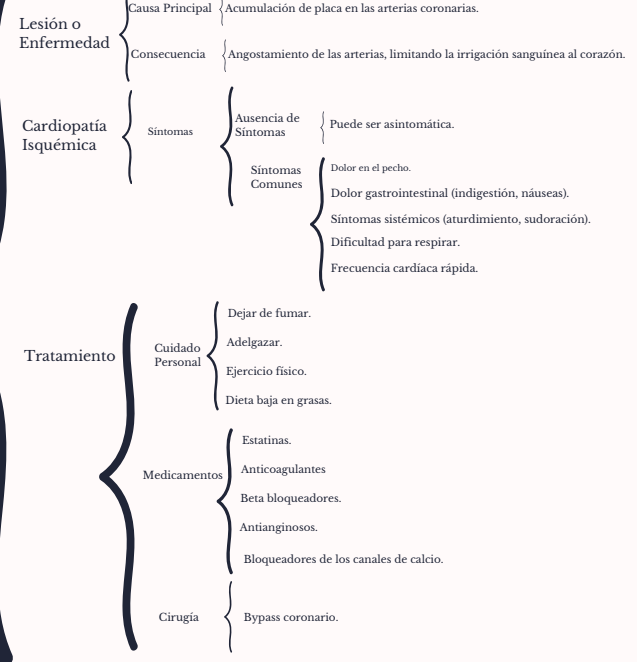 Lesión o
Enfermedad
Causa Principal
Acumulación de placa en las arterias coronarias.
Consecuencia
Angostamiento de las arterias, limitando la irrigación sanguínea al corazón.
Cardiopatía
Isquémica
Síntomas
Ausencia de
Síntomas
Puede ser asintomática.
Síntomas
Comunes
Dolor en el pecho.
Dolor gastrointestinal (indigestión, náuseas).
Síntomas sistémicos (aturdimiento, sudoración).
Dificultad para respirar.
Frecuencia cardíaca rápida.
Tratamiento
Cuidado
Personal
Dejar de fumar.
Adelgazar.
Ejercicio físico.
Dieta baja en grasas.
Medicamentos
Estatinas.
Anticoagulantes
Beta bloqueadores.
Antianginosos.
Bloqueadores de los canales de calcio.
Cirugía
Bypass coronario.